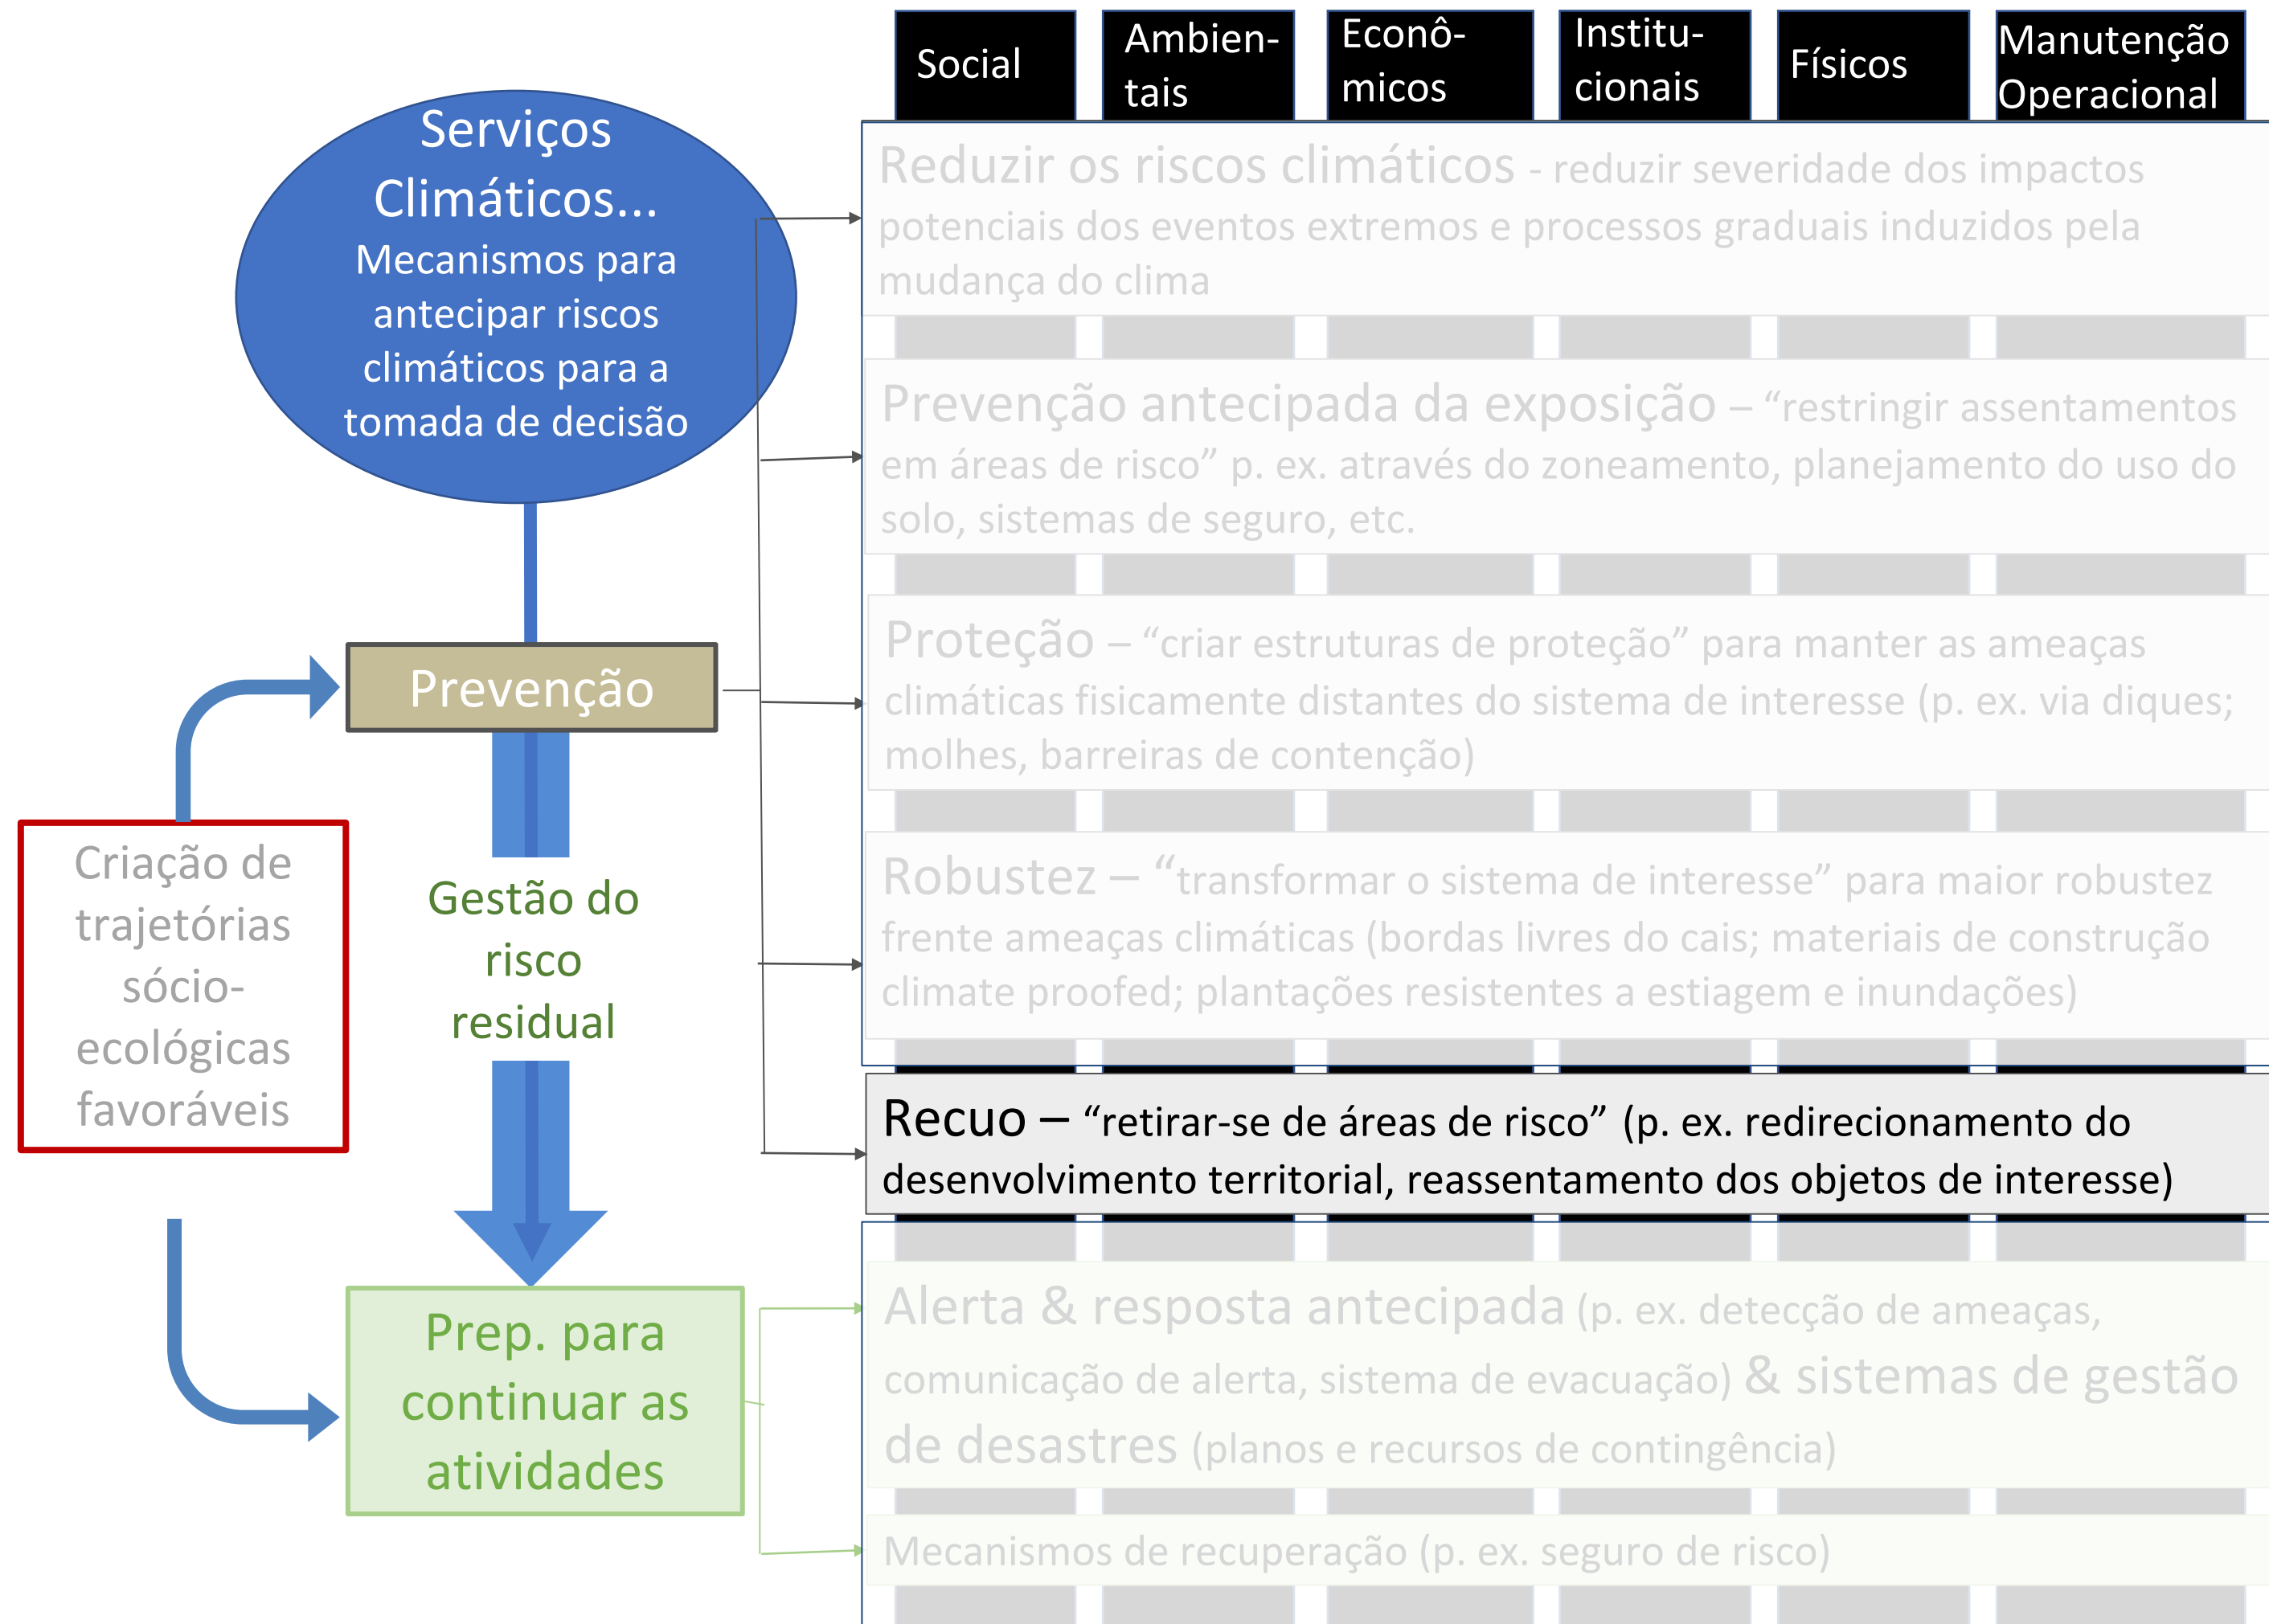 Social
Ambien-
tais
Econô-
micos
Institu-
cionais
Físicos
Manutenção
Operacional
Serviços
Climáticos...
Mecanismos para
antecipar riscos
climáticos para a
tomada de decisão
Prevenção
Criação de
trajetórias
sócio-
ecológicas
favoráveis
Gestão do
risco
residual
Prep. para
continuar as
atividades
Reduzir os riscos climáticos - reduzir severidade dos impactos
potenciais dos eventos extremos e processos graduais induzidos pela
mudança do clima
Prevenção antecipada da exposição – “restringir assentamentos
em áreas de risco” p. ex. através do zoneamento, planejamento do uso do
solo, sistemas de seguro, etc.
Proteção – “criar estruturas de proteção” para manter as ameaças
climáticas fisicamente distantes do sistema de interesse (p. ex. via diques;
molhes, barreiras de contenção)
Robustez – “transformar o sistema de interesse” para maior robustez
frente ameaças climáticas (bordas livres do cais; materiais de construção
climate proofed; plantações resistentes a estiagem e inundações)
Recuo – “retirar-se de áreas de risco” (p. ex. redirecionamento do
desenvolvimento territorial, reassentamento dos objetos de interesse)
Alerta & resposta antecipada (p. ex. detecção de ameaças,
comunicação de alerta, sistema de evacuação) & sistemas de gestão
de desastres (planos e recursos de contingência)
Mecanismos de recuperação (p. ex. seguro de risco)